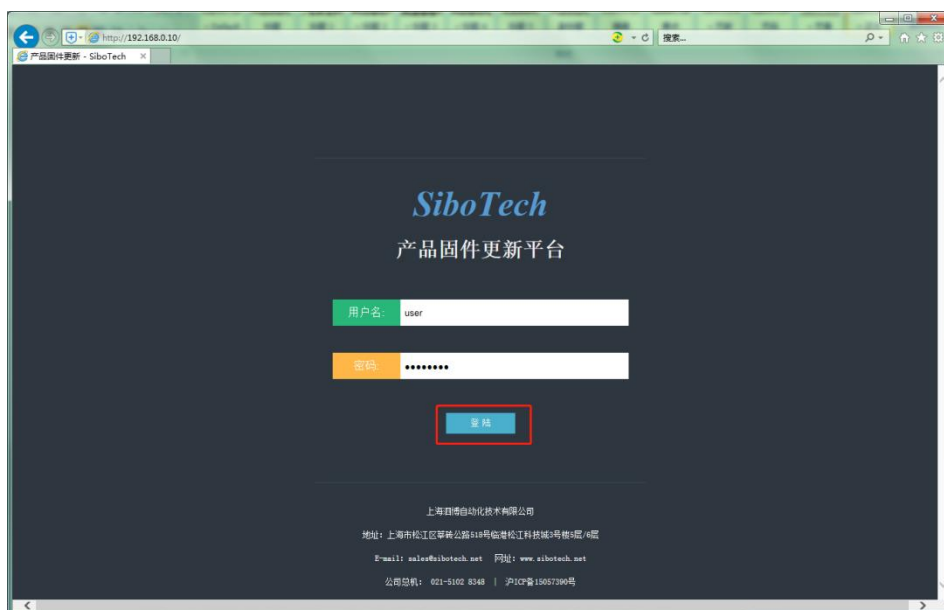 http://192.168.0.10/
搜索...
产品固件更新 - SiboTech
SiboTech
产品固件更新平台
用户名:
user
密码:
登 陆
上海泗博自动化技术有限公司
地址：上海市松江区莘砖公路518号临港松江科技城3号楼5层/6层
E-mail: sales@sibotech.net 网址: www.sibotech.net
公司总机： 021-5102 8348 | 沪ICP备15057390号